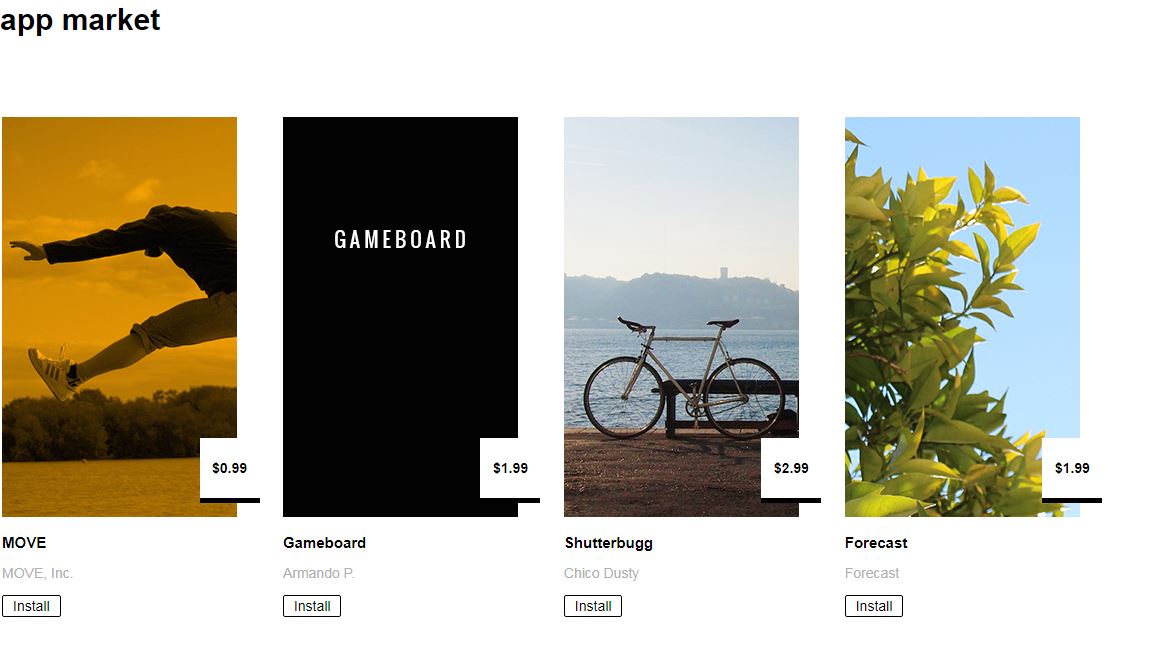 app market
GAMEBOARD
$0.99
$1.99
$2.99
$1.99
MOVE
MOVE, Inc.
Install
Gameboard
Armando P.
Install
Shutterbugg
Chico Dusty
Install
Forecast
Forecast
Install